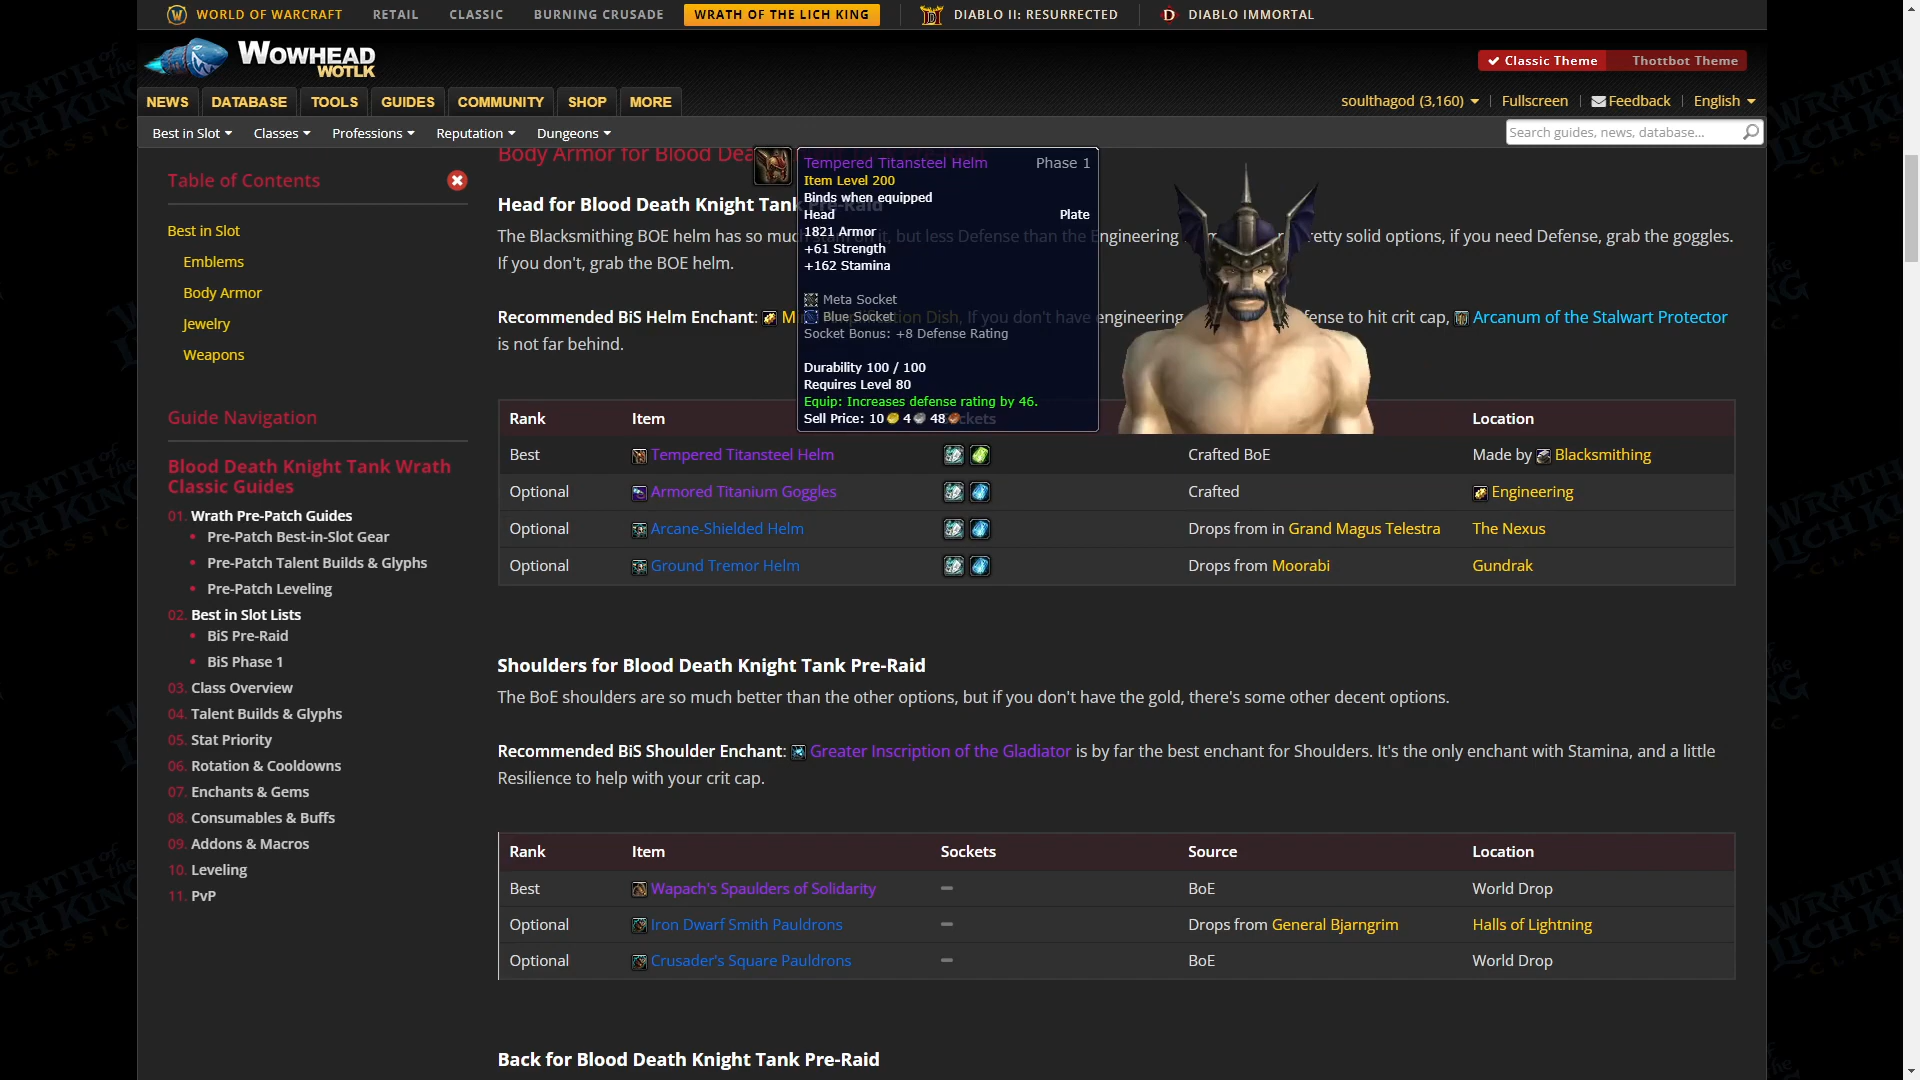 WORLD OF WARCRAFT RETAIL CLASSIC BURNING CRUSADE WRATH OF THE LICH KING DIABLO II: RESURRECTED DIABLO IMMORTAL
WOWHEAD
WOTLK
Classic Theme Thottbot Theme
NEWS DATABASE TOOLS GUIDES COMMUNITY SHOP MORE
soulthagod (3,160) Fullscreen Feedback English
Best in Slot Classes Professions Reputation Dungeons
Search guides, news, database...
Table of Contents
Best in Slot
Emblems
Body Armor
Jewelry
Weapons
Guide Navigation
Blood Death Knight Tank Wrath
Classic Guides
01. Wrath Pre-Patch Guides
Pre-Patch Best-in-Slot Gear
Pre-Patch Talent Builds & Glyphs
Pre-Patch Leveling
02. Best in Slot Lists
BiS Pre-Raid
BiS Phase 1
03. Class Overview
04. Talent Builds & Glyphs
05. Stat Priority
06. Rotation & Cooldowns
07. Enchants & Gems
08. Consumables & Buffs
09. Addons & Macros
10. Leveling
11. PvP
Body Armor for Blood
Head for Blood Death Knight Tank Pre-Raid
The Blacksmithing BOE helm has so much it, but less Defense than the Engineering pretty solid options, if you need Defense, grab the goggles.
If you don't, grab the BOE helm.
Recommended BiS Helm Enchant: Dish, If you don't have engineering to hit crit cap, Arcanum of the Stalwart Protector
is not far behind.
Tempered Titansteel Helm Phase 1
Item Level 200
Binds when equipped
Head Plate
1821 Armor
+61 Strength
+162 Stamina
Meta Socket
Blue Socket
Socket Bonus: +8 Defense Rating
Durability 100 / 100
Requires Level 80
Equip: Increases defense rating by 46.
Sell Price: 10 4 48
Rank Item Location
Best Tempered Titansteel Helm Crafted BoE Made by Blacksmithing
Optional Armored Titanium Goggles Crafted Engineering
Optional Arcane-Shielded Helm Drops from in Grand Magus Telestra The Nexus
Optional Ground Tremor Helm Drops from Moorabi Gundrak
Shoulders for Blood Death Knight Tank Pre-Raid
The BoE shoulders are so much better than the other options, but if you don't have the gold, there's some other decent options.
Recommended BiS Shoulder Enchant: Greater Inscription of the Gladiator is by far the best enchant for Shoulders. It's the only enchant with Stamina, and a little
Resilience to help with your crit cap.
Rank Item Sockets Source Location
Best Wapach's Spaulders of Solidarity – BoE World Drop
Optional Iron Dwarf Smith Pauldrons – Drops from General Bjarngrim Halls of Lightning
Optional Crusader's Square Pauldrons – BoE World Drop
Back for Blood Death Knight Tank Pre-Raid